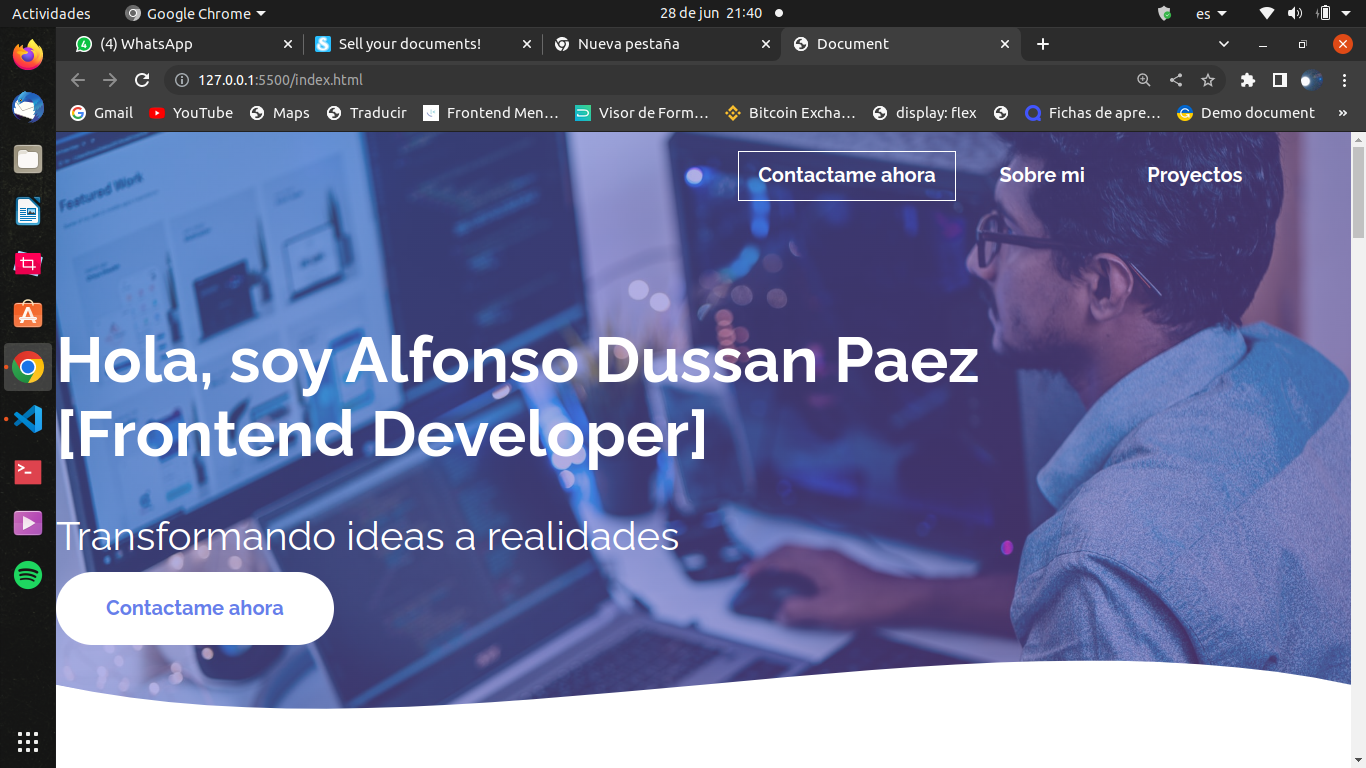 Actividades
Google Chrome
28 de jun 21:40
es
(4) WhatsApp
Sell your documents!
Nueva pestaña
Document
127.0.0.1:5500/index.html
Gmail
YouTube
Maps
Traducir
Frontend Men…
Visor de Form…
Bitcoin Excha…
display: flex
Fichas de apre…
Demo document
»
Featured Work
Contactame ahora
Sobre mi
Proyectos
Hola, soy Alfonso Dussan Paez
[Frontend Developer]
Transformando ideas a realidades
Contactame ahora